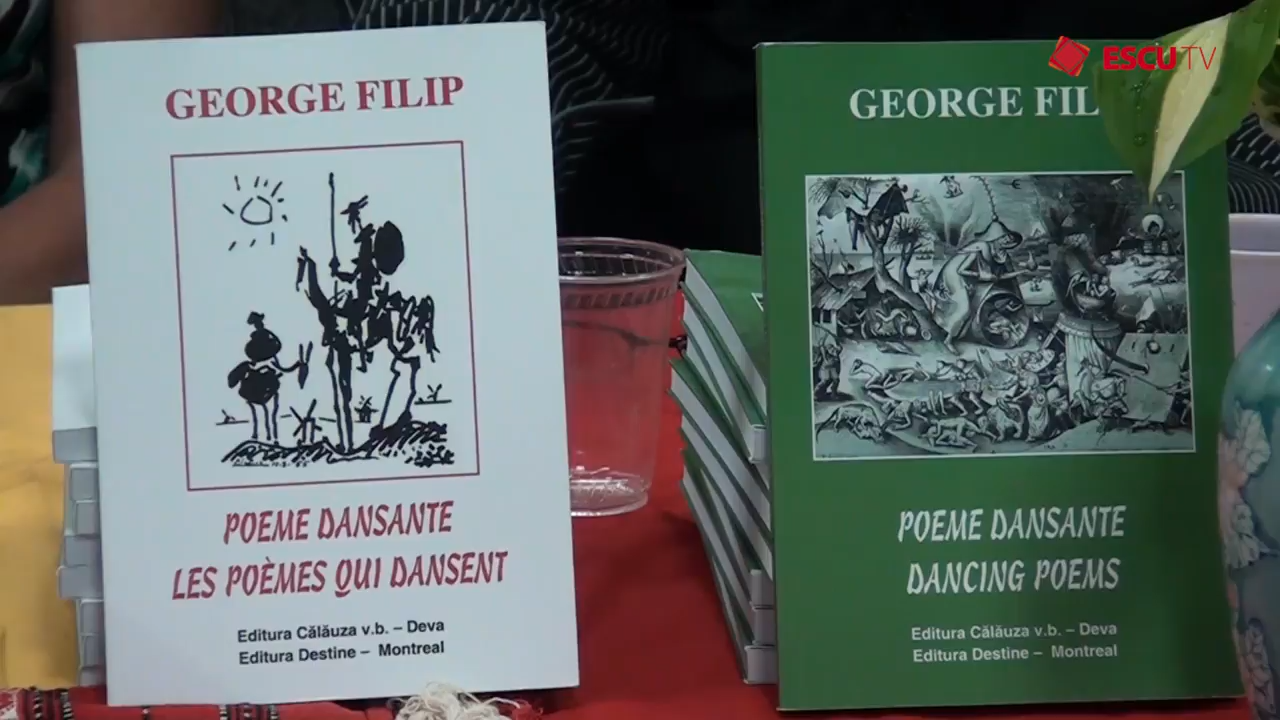 GEORGE FILIP
POEME DANSANTE
LES POÈMES QUI DANSENT
Editura Călăuza v.b. – Deva
Editura Destine – Montreal
ESCU TV
GEORGE FIL
POEME DANSANTE
DANCING POEMS
Editura Călăuza v.b. – Deva
Editura Destine – Montreal